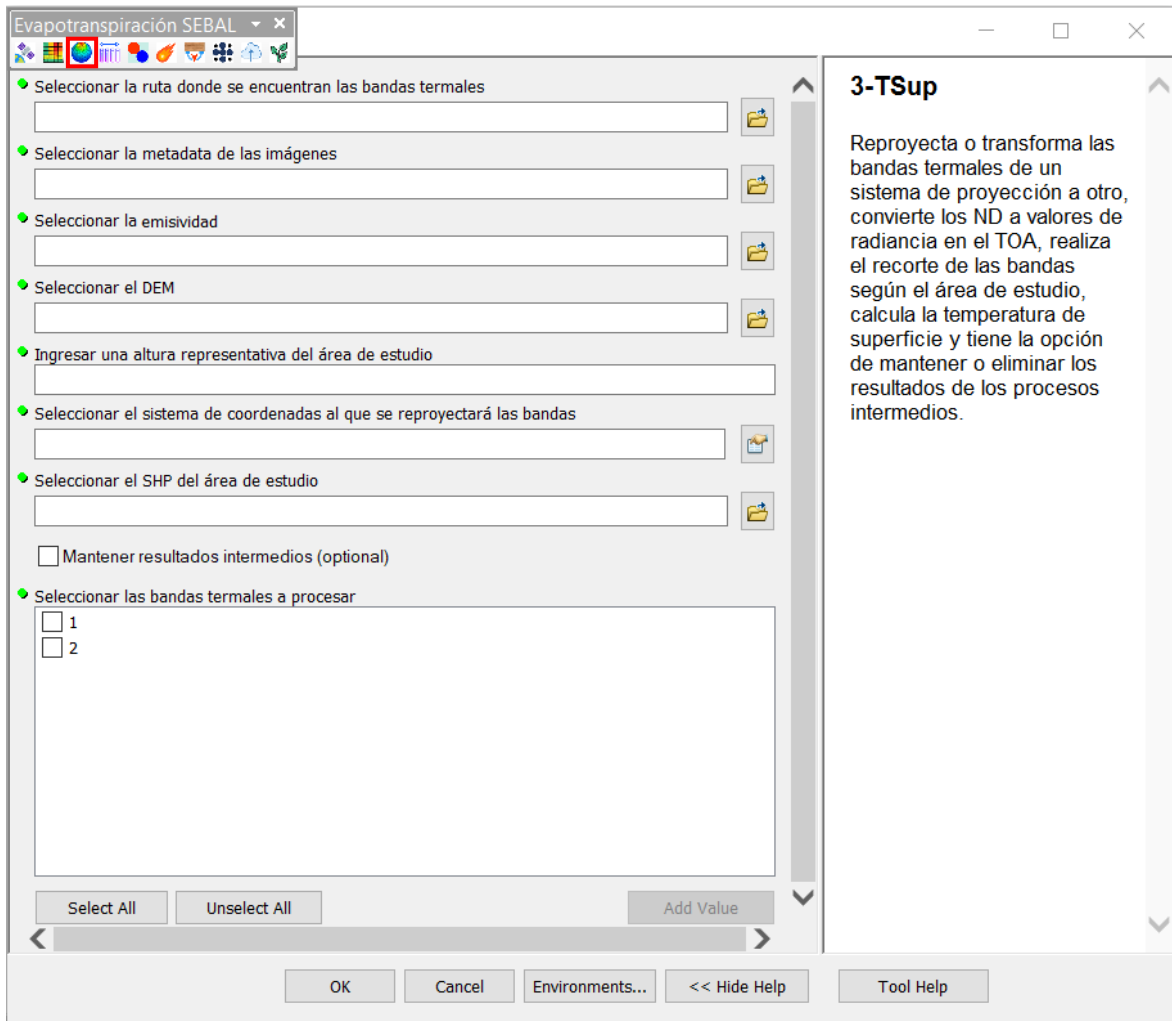 Evapotranspiración SEBAL
Seleccionar la ruta donde se encuentran las bandas termales
Seleccionar la metadata de las imágenes
Seleccionar la emisividad
Seleccionar el DEM
Ingresar una altura representativa del área de estudio
Seleccionar el sistema de coordenadas al que se reproyectará las bandas
Seleccionar el SHP del área de estudio
Mantener resultados intermedios (optional)
Seleccionar las bandas termales a procesar
1
2
Select All
Unselect All
Add Value
3-TSup
Reproyecta o transforma las
bandas termales de un
sistema de proyección a otro,
convierte los ND a valores de
radiancia en el TOA, realiza
el recorte de las bandas
según el área de estudio,
calcula la temperatura de
superficie y tiene la opción
de mantener o eliminar los
resultados de los procesos
intermedios.
OK
Cancel
Environments...
<< Hide Help
Tool Help